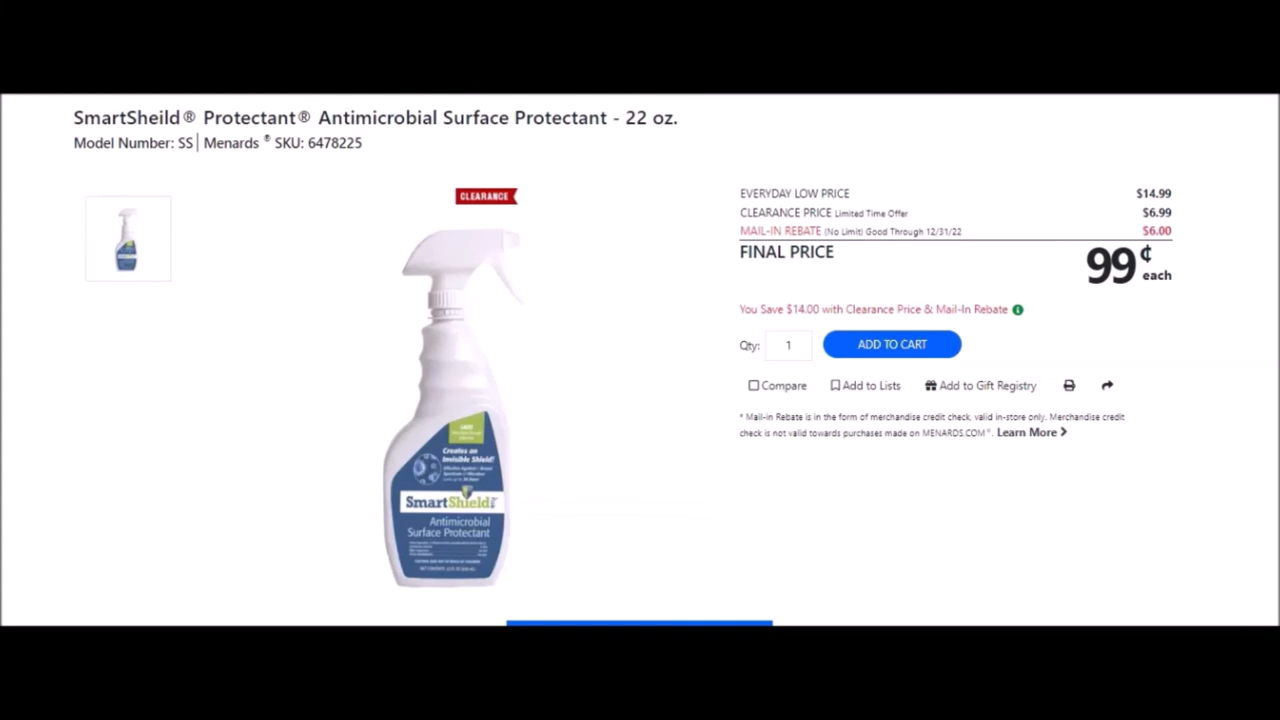 SmartSheild® Protectant® Antimicrobial Surface Protectant - 22 oz.
Model Number: SS | Menards ® SKU: 6478225
CLEARANCE
EVERYDAY LOW PRICE $14.99
CLEARANCE PRICE Limited Time Offer $6.99
MAIL-IN REBATE (No Limit) Good Through 12/31/22 $6.00
FINAL PRICE 99¢ each
You Save $14.00 with Clearance Price & Mail-In Rebate
Qty: 1 ADD TO CART
Compare Add to Lists Add to Gift Registry
* Mail-in Rebate is in the form of merchandise credit check, valid in-store only. Merchandise credit
check is not valid towards purchases made on MENARDS.COM®. Learn More
Creates an
Invisible Shield!
SmartShield
Antimicrobial
Surface Protectant